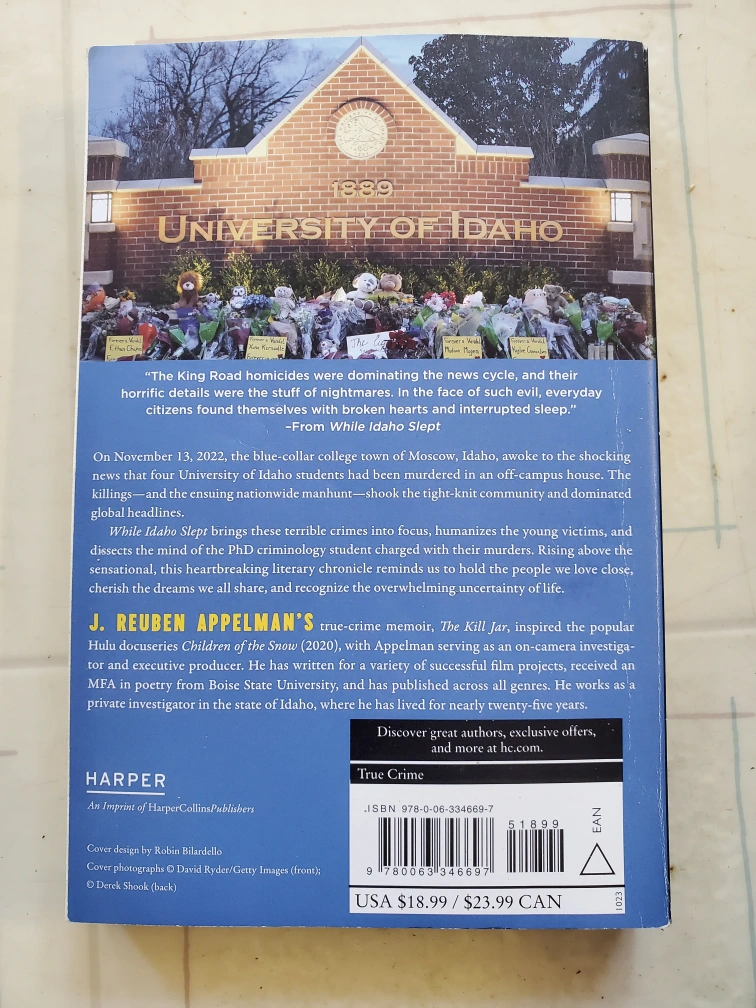 1889
UNIVERSITY OF IDAHO
The
“The King Road homicides were dominating the news cycle, and their
horrific details were the stuff of nightmares. In the face of such evil, everyday
citizens found themselves with broken hearts and interrupted sleep.”
–From While Idaho Slept
On November 13, 2022, the blue-collar college town of Moscow, Idaho, awoke to the shocking
news that four University of Idaho students had been murdered in an off-campus house. The
killings—and the ensuing nationwide manhunt—shook the tight-knit community and dominated
global headlines.
While Idaho Slept brings these terrible crimes into focus, humanizes the young victims, and
dissects the mind of the PhD criminology student charged with their murders. Rising above the
sensational, this heartbreaking literary chronicle reminds us to hold the people we love close,
cherish the dreams we all share, and recognize the overwhelming uncertainty of life.
J. REUBEN APPELMAN’S true-crime memoir, The Kill Jar, inspired the popular
Hulu docuseries Children of the Snow (2020), with Appelman serving as an on-camera investiga-
tor and executive producer. He has written for a variety of successful film projects, received an
MFA in poetry from Boise State University, and has published across all genres. He works as a
private investigator in the state of Idaho, where he has lived for nearly twenty-five years.
Discover great authors, exclusive offers,
and more at hc.com.
True Crime
HARPER
An Imprint of HarperCollinsPublishers
Cover design by Robin Bilardello
Cover photographs © David Ryder/Getty Images (front);
© Derek Shook (back)
ISBN 978-0-06-334669-7
51899
EAN
9 780063 346697
USA $18.99 / $23.99 CAN
1023